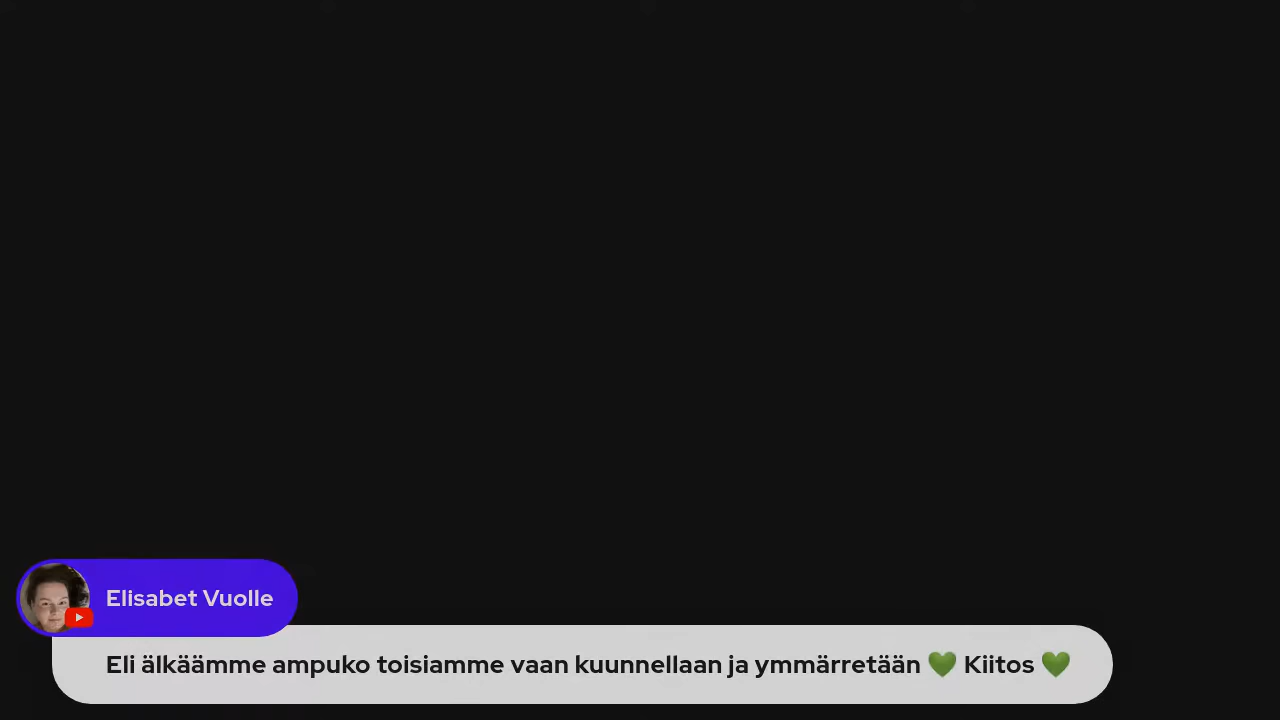 Elisabet Vuolle
Eli älkäämme ampuko toisiamme vaan kuunnellaan ja ymmärretään 💚 Kiitos 💚